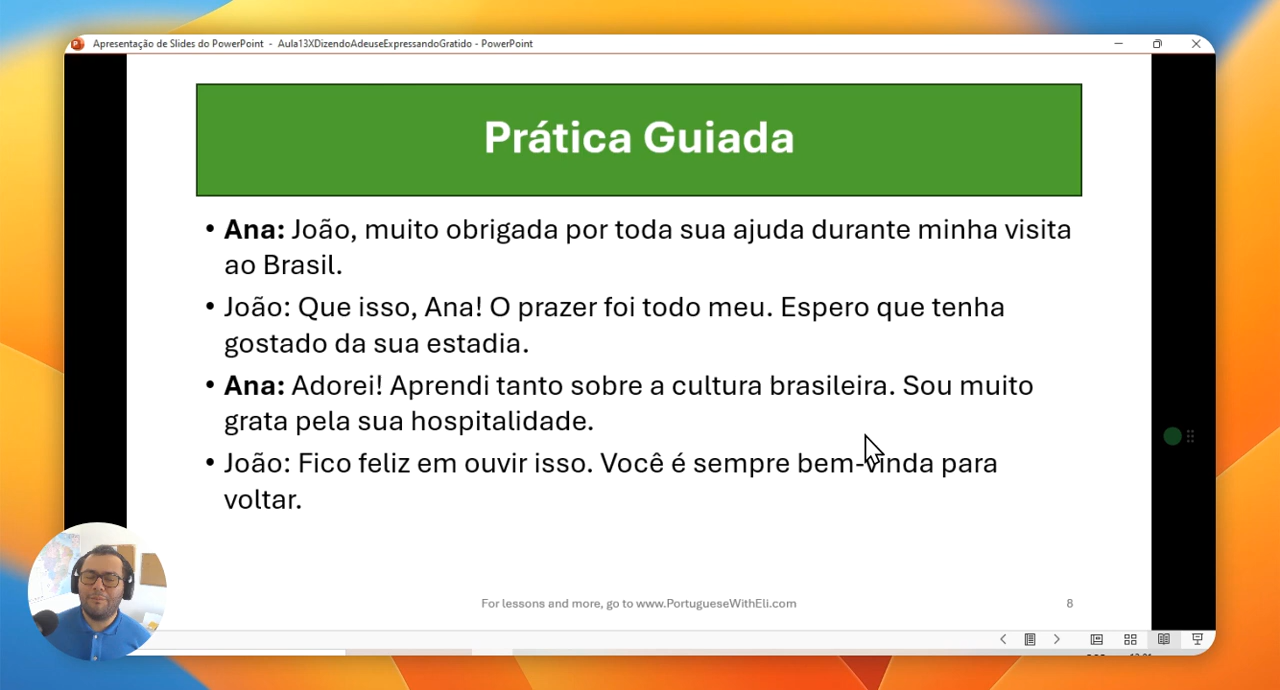 Apresentação de Slides do PowerPoint - Aula13XDizendoAdeuseExpressandoGratido - PowerPoint
Prática Guiada
• Ana: João, muito obrigada por toda sua ajuda durante minha visita
ao Brasil.
• João: Que isso, Ana! O prazer foi todo meu. Espero que tenha
gostado da sua estadia.
• Ana: Adorei! Aprendi tanto sobre a cultura brasileira. Sou muito
grata pela sua hospitalidade.
• João: Fico feliz em ouvir isso. Você é sempre bem-vinda para
voltar.
For lessons and more, go to www.PortugueseWithEli.com
8